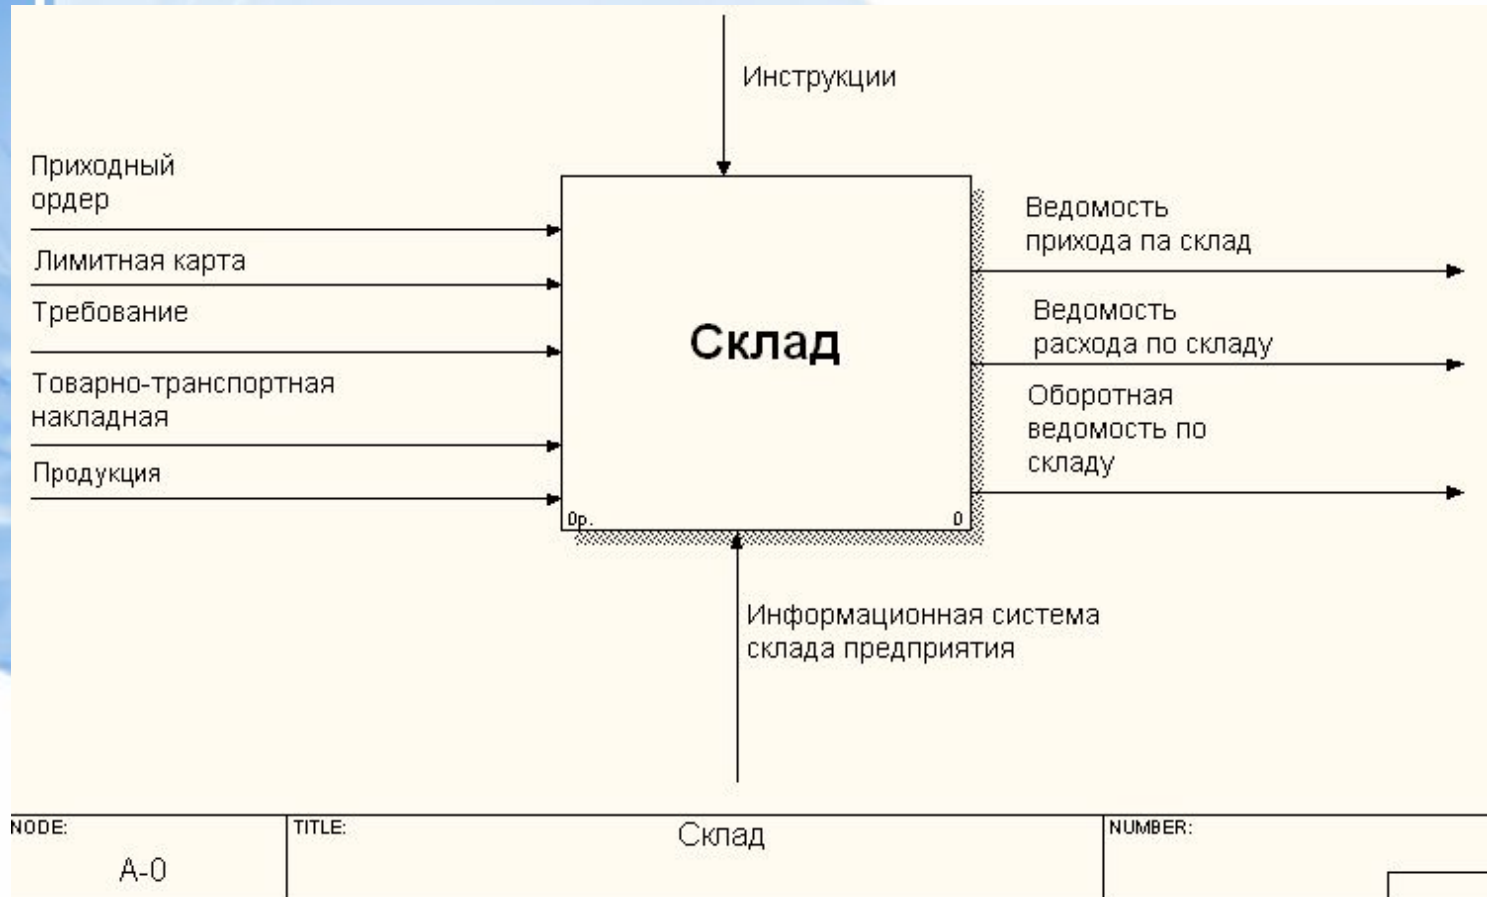 Инструкции
Приходный
ордер
Лимитная карта
Требование
Товарно-транспортная
накладная
Продукция
Склад
0р.
0
Ведомость
прихода па склад
Ведомость
расхода по складу
Оборотная
ведомость по
складу
Информационная система
склада предприятия
NODE:
A-0
TITLE:
Склад
NUMBER: